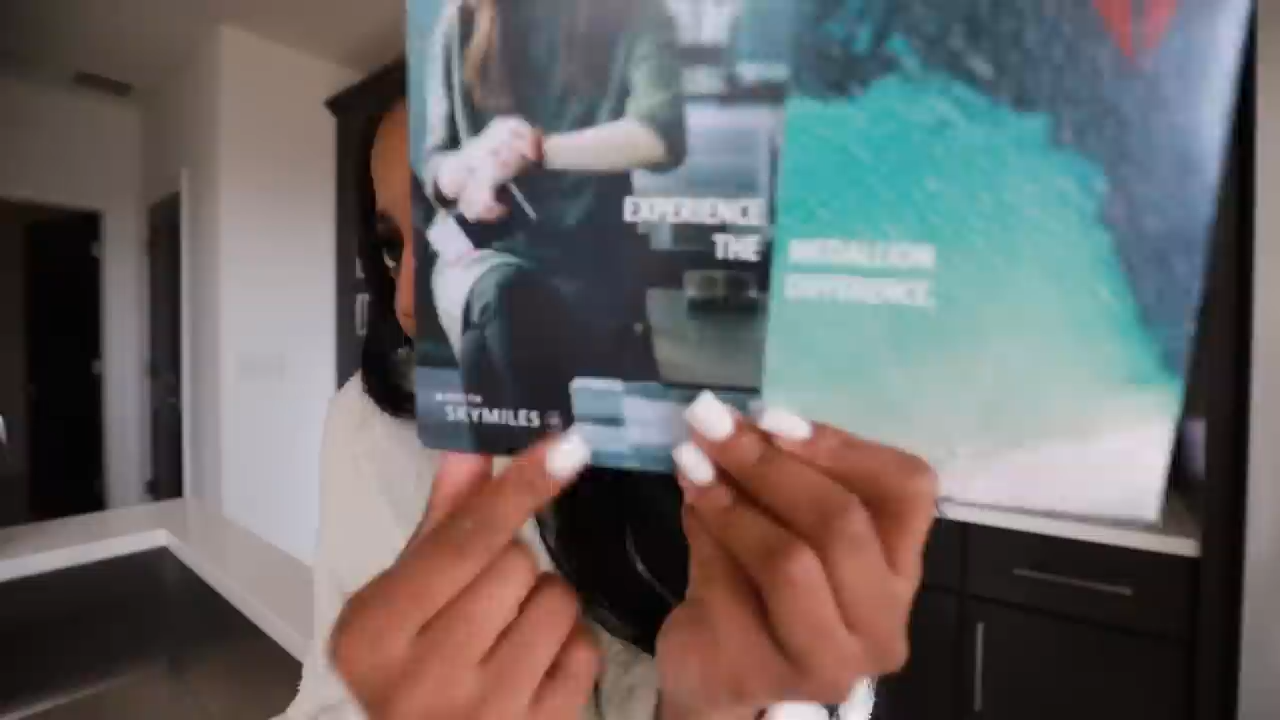 EXPERIENCE
THE
MEDALLION
DIFFERENCE.
SKYMILES